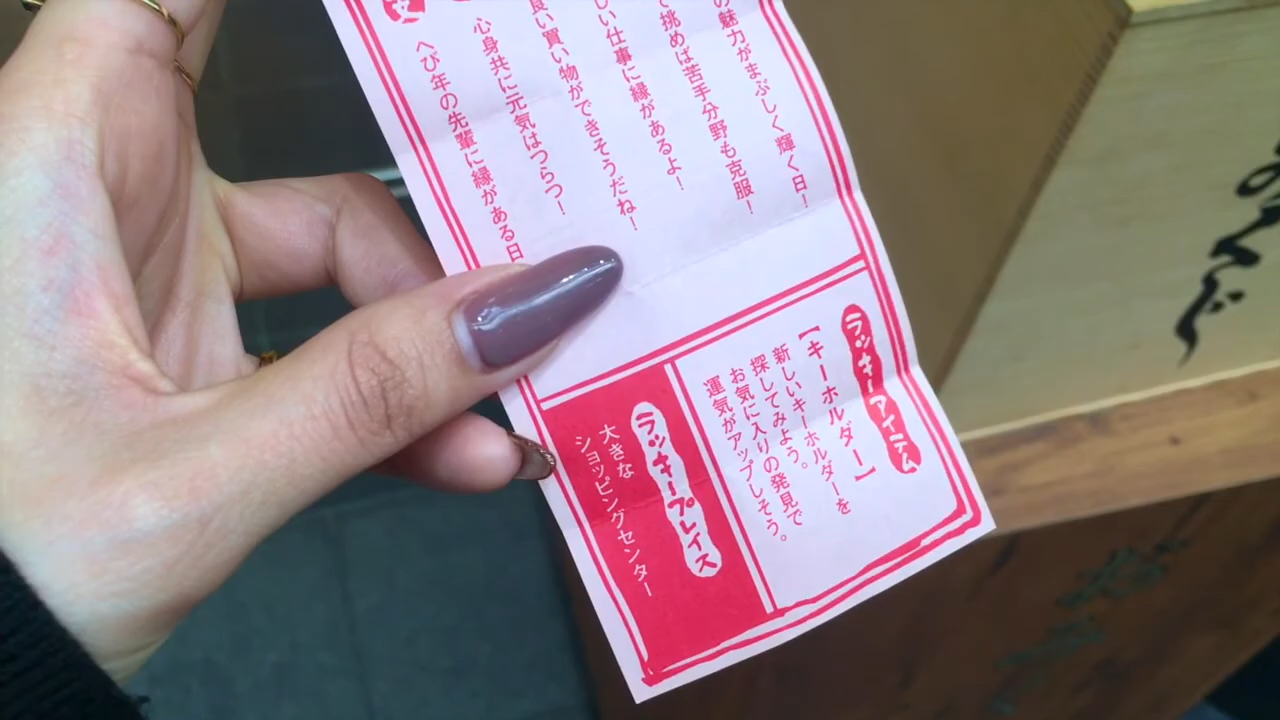 の魅力がまぶしく輝く日！
で挑めば苦手分野も克服！
しい仕事に縁があるよ！
良い買い物ができそうだね！
心身共に元気はつらつ！
へび年の先輩に縁がある日
ラッキーアイテム
【キーホルダー】
新しいキーホルダーを
探してみよう。
お気に入りの発見で
運気がアップしそう。
ラッキープレイス
大きな
ショッピングセンター